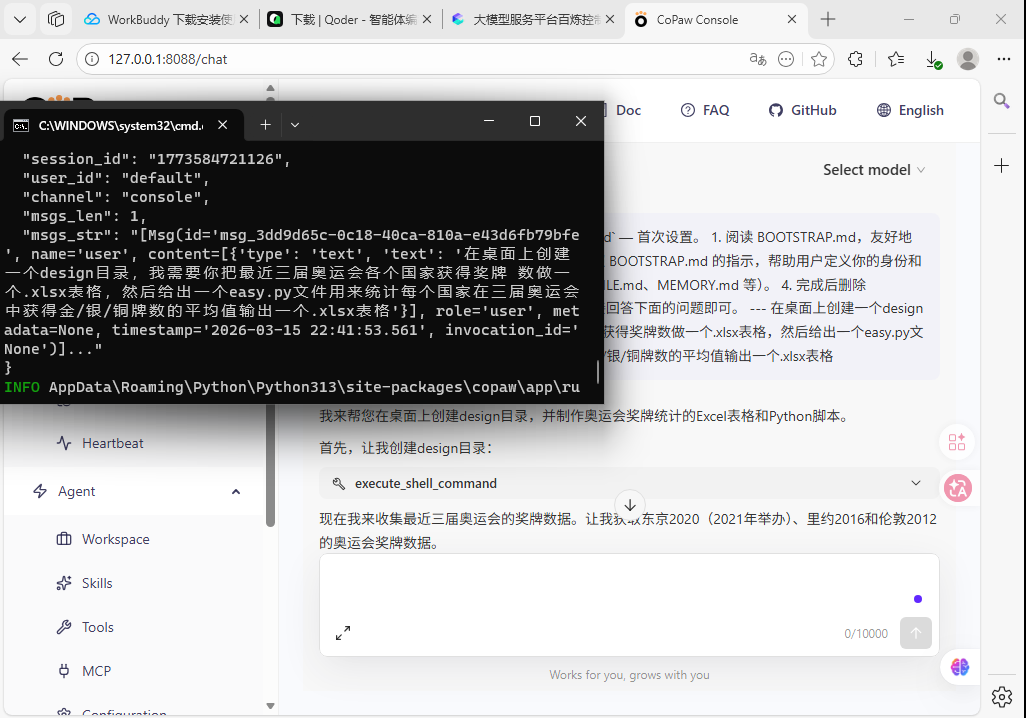 WorkBuddy 下载安装使
下载 | Qoder - 智能体编
大模型服务平台百炼控
CoPaw Console
127.0.0.1:8088/chat
Doc
FAQ
GitHub
English
C:\WINDOWS\system32\cmd.
"session_id": "1773584721126",
"user_id": "default",
"channel": "console",
"msgs_len": 1,
"msgs_str": "[Msg(id='msg_3dd9d65c-0c18-40ca-810a-e43d6fb79bfe
', name='user', content=[{'type': 'text', 'text': '在桌面上创建
一个design目录，我需要你把最近三届奥运会各个国家获得奖牌 数做一
个.xlsx表格，然后给出一个easy.py文件用来统计每个国家在三届奥运会
中获得金/银/铜牌数的平均值输出一个.xlsx表格'}], role='user', met
adata=None, timestamp='2026-03-15 22:41:53.561', invocation_id='
None')]..."
}
INFO AppData\Roaming\Python\Python313\site-packages\copaw\app\ru
Select model
d` — 首次设置。 1. 阅读 BOOTSTRAP.md，友好地
BOOTSTRAP.md 的指示，帮助用户定义你的身份和
ILE.md、MEMORY.md 等）。 4. 完成后删除
回答下面的问题即可。 --- 在桌面上创建一个design
获得奖牌数做一个.xlsx表格，然后给出一个easy.py文
/银/铜牌数的平均值输出一个.xlsx表格
我来帮您在桌面上创建design目录，并制作奥运会奖牌统计的Excel表格和Python脚本。
首先，让我创建design目录：
execute_shell_command
现在我来收集最近三届奥运会的奖牌数据。让我获取东京2020（2021年举办）、里约2016和伦敦2012
的奥运会奖牌数据。
0/10000
Works for you, grows with you
Heartbeat
Agent
Workspace
Skills
Tools
MCP
Configuration